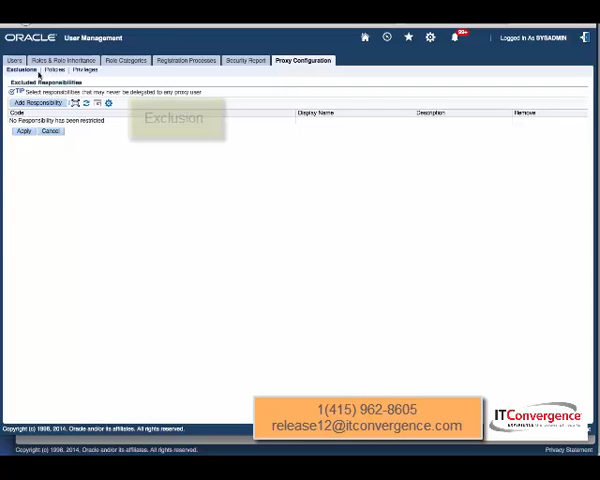 ORACLE User Management
99+
Logged In As SYSADMIN
Users Roles & Role Inheritance Role Categories Registration Processes Security Report Proxy Configuration
Exclusions | Policies | Privileges
Excluded Responsibilities
TIP Select responsibilities that may never be delegated to any proxy user
Add Responsibility
Code Display Name Description Remove
No Responsibility has been restricted
Apply Cancel
Exclusion
1(415) 962-8605
release12@itconvergence.com
ITConvergence
Copyright (c) 1998, 2014, Oracle and/or its affiliates. All rights reserved.
Copyright (c) 1998, 2014, Oracle and/or its affiliates. All rights reserved.
Privacy Statement